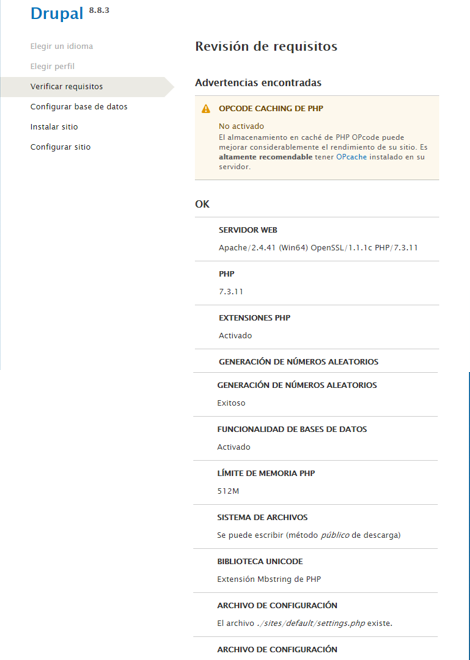 Drupal 8.8.3
Elegir un idioma
Elegir perfil
Verificar requisitos
Configurar base de datos
Instalar sitio
Configurar sitio
Revisión de requisitos
Advertencias encontradas
OPCODE CACHING DE PHP
No activado
El almacenamiento en caché de PHP OPcode puede
mejorar considerablemente el rendimiento de su sitio. Es
altamente recomendable tener OPcache instalado en su
servidor.
OK
SERVIDOR WEB
Apache/2.4.41 (Win64) OpenSSL/1.1.1c PHP/7.3.11
PHP
7.3.11
EXTENSIONES PHP
Activado
GENERACIÓN DE NÚMEROS ALEATORIOS
GENERACIÓN DE NÚMEROS ALEATORIOS
Exitoso
FUNCIONALIDAD DE BASES DE DATOS
Activado
LÍMITE DE MEMORIA PHP
512M
SISTEMA DE ARCHIVOS
Se puede escribir (método público de descarga)
BIBLIOTECA UNICODE
Extensión Mbstring de PHP
ARCHIVO DE CONFIGURACIÓN
El archivo ./sites/default/settings.php existe.
ARCHIVO DE CONFIGURACIÓN